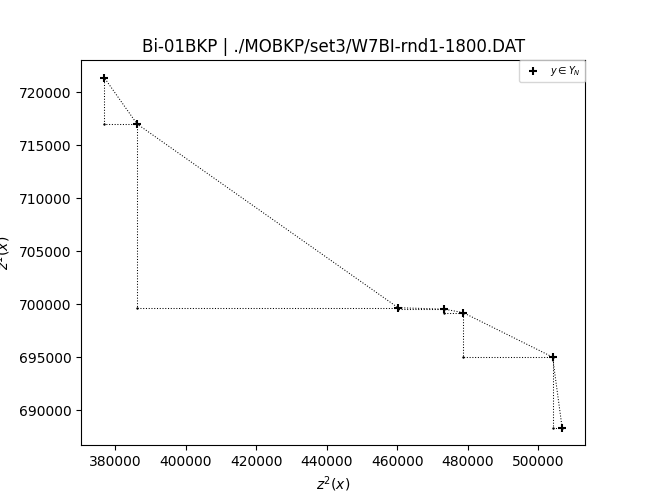 Bi-01BKP | ./MOBKP/set3/W7BI-rnd1-1800.DAT
y ∈ Y_N
720000
715000
710000
705000
700000
695000
690000
z¹(x)
380000 400000 420000 440000 460000 480000 500000
z²(x)